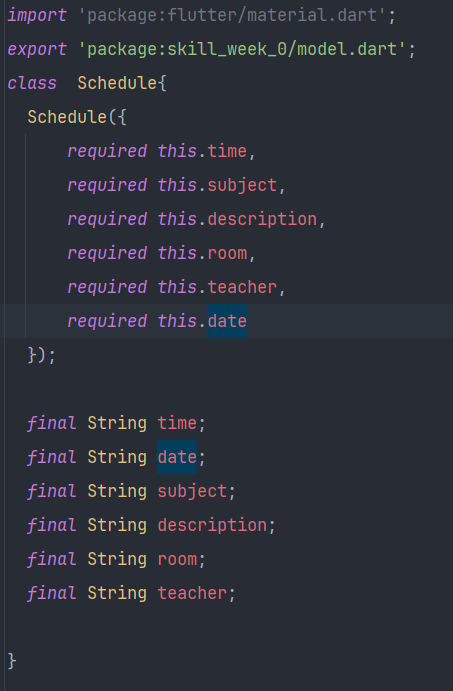 import 'package:flutter/material.dart';
export 'package:skill_week_0/model.dart';
class  Schedule{
  Schedule({
      required this.time,
      required this.subject,
      required this.description,
      required this.room,
      required this.teacher,
      required this.date
  });

  final String time;
  final String date;
  final String subject;
  final String description;
  final String room;
  final String teacher;

}